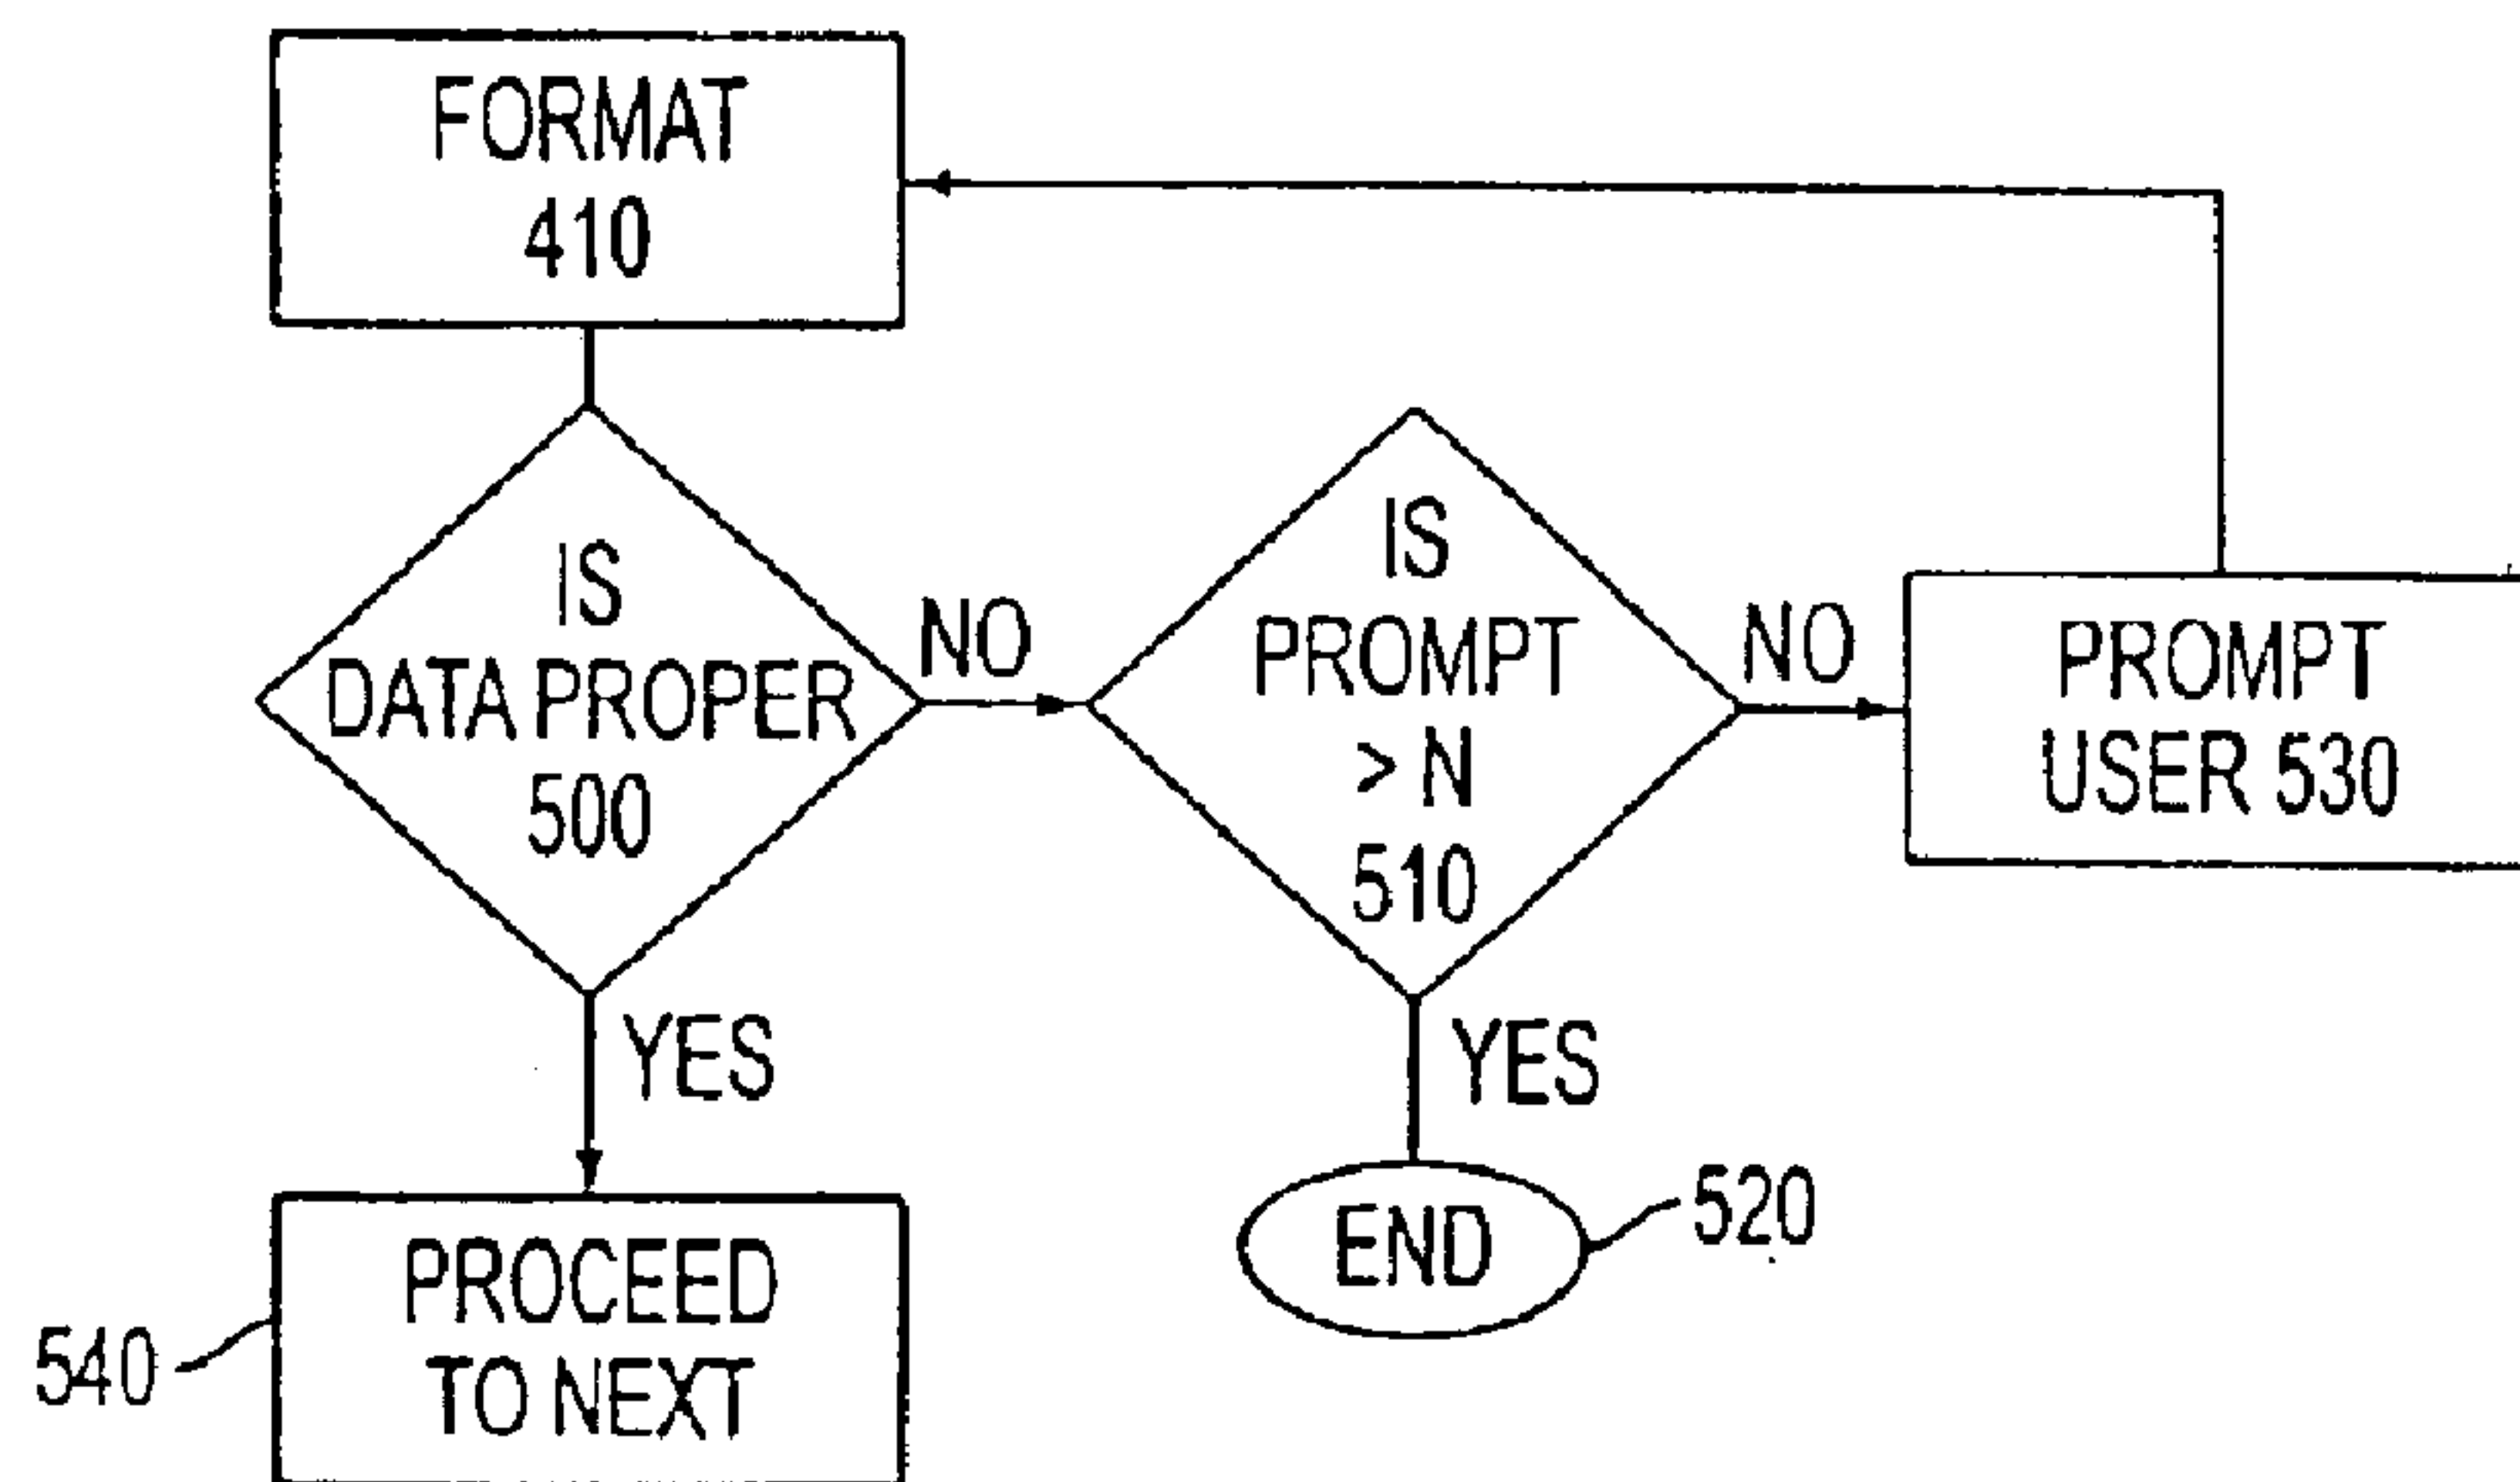 FORMAT
410
IS
DATA PROPER
500
NO
IS
PROMPT
> N
510
NO
PROMPT
USER 530
YES
YES
PROCEED
TO NEXT
540
END
520